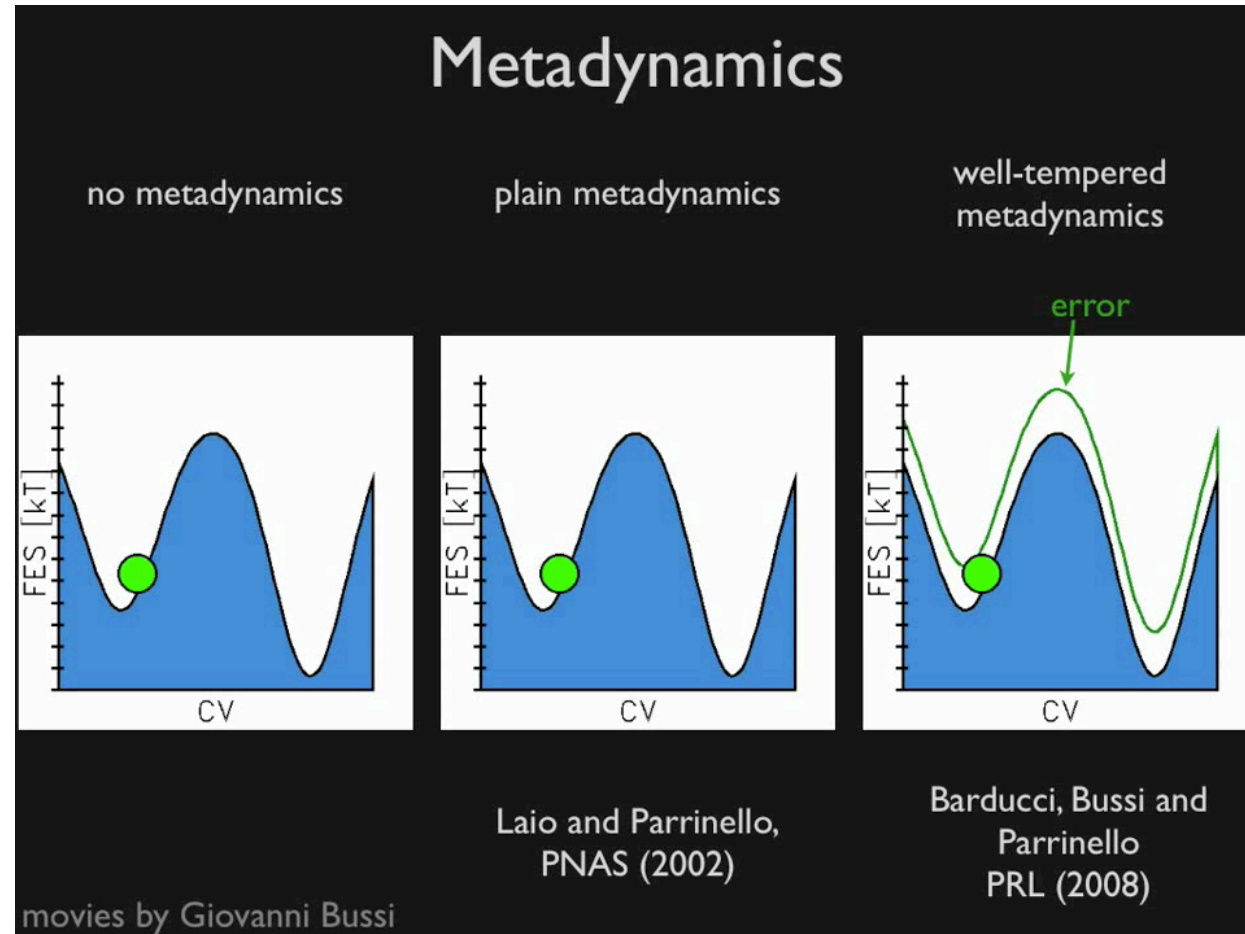 Metadynamics
no metadynamics
plain metadynamics
well-tempered
metadynamics
error
FES [kT]
CV
FES [kT]
CV
FES [kT]
CV
Laio and Parrinello,
PNAS (2002)
Barducci, Bussi and
Parrinello
PRL (2008)
movies by Giovanni Bussi